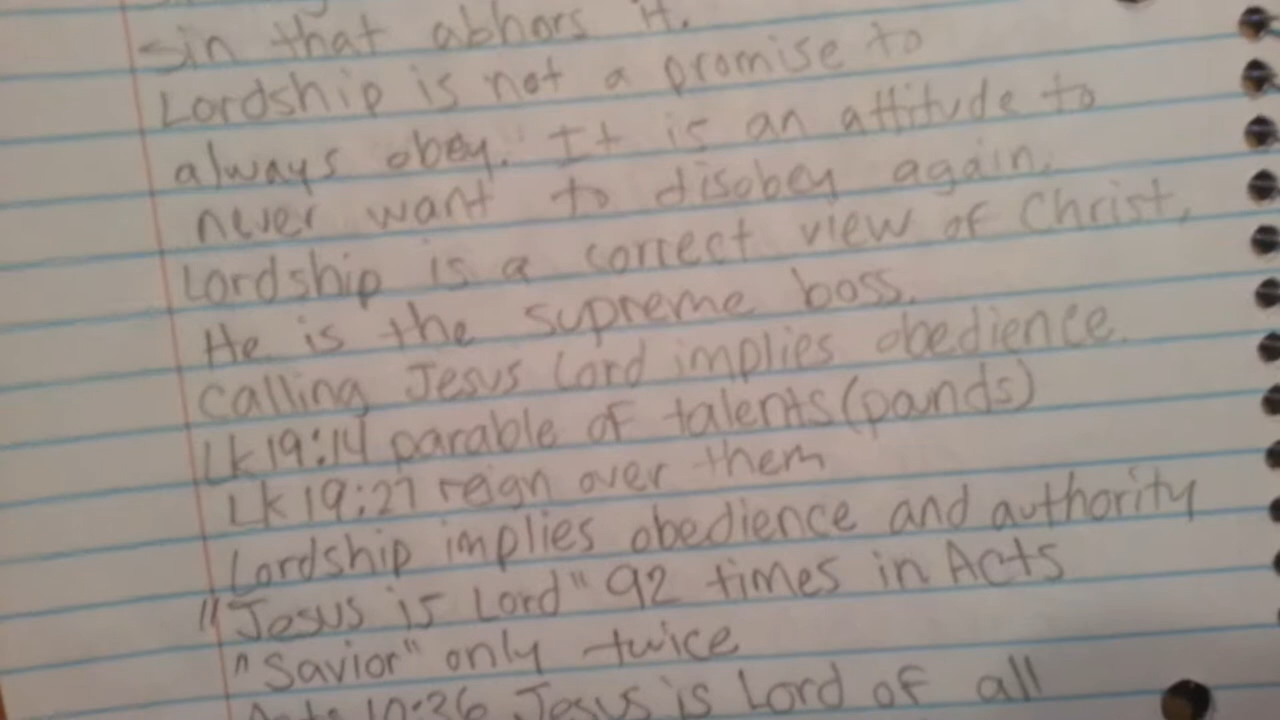 sin that abhors it.
Lordship is not a promise to
always obey. It is an attitude to
never want to disobey again.
Lordship is a correct view of Christ,
He is the supreme boss.
calling Jesus Lord implies obedience.
Lk 19:14 parable of talents (pands)
Lk 19:27 reign over them
Lordship implies obedience and authority
"Jesus is Lord" 92 times in Acts
"Savior" only twice
Acts 10:36 Jesus is Lord of all